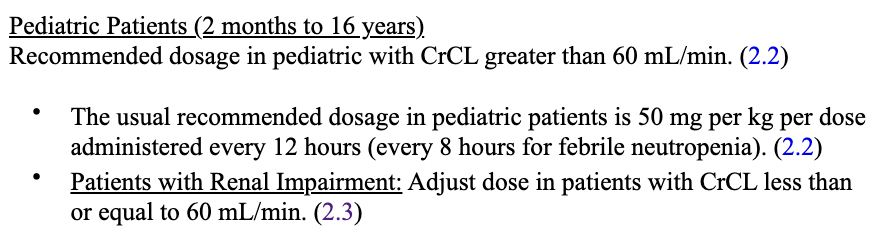 Pediatric Patients (2 months to 16 years)
Recommended dosage in pediatric with CrCL greater than 60 mL/min. (2.2)
• The usual recommended dosage in pediatric patients is 50 mg per kg per dose
administered every 12 hours (every 8 hours for febrile neutropenia). (2.2)
• Patients with Renal Impairment: Adjust dose in patients with CrCL less than
or equal to 60 mL/min. (2.3)